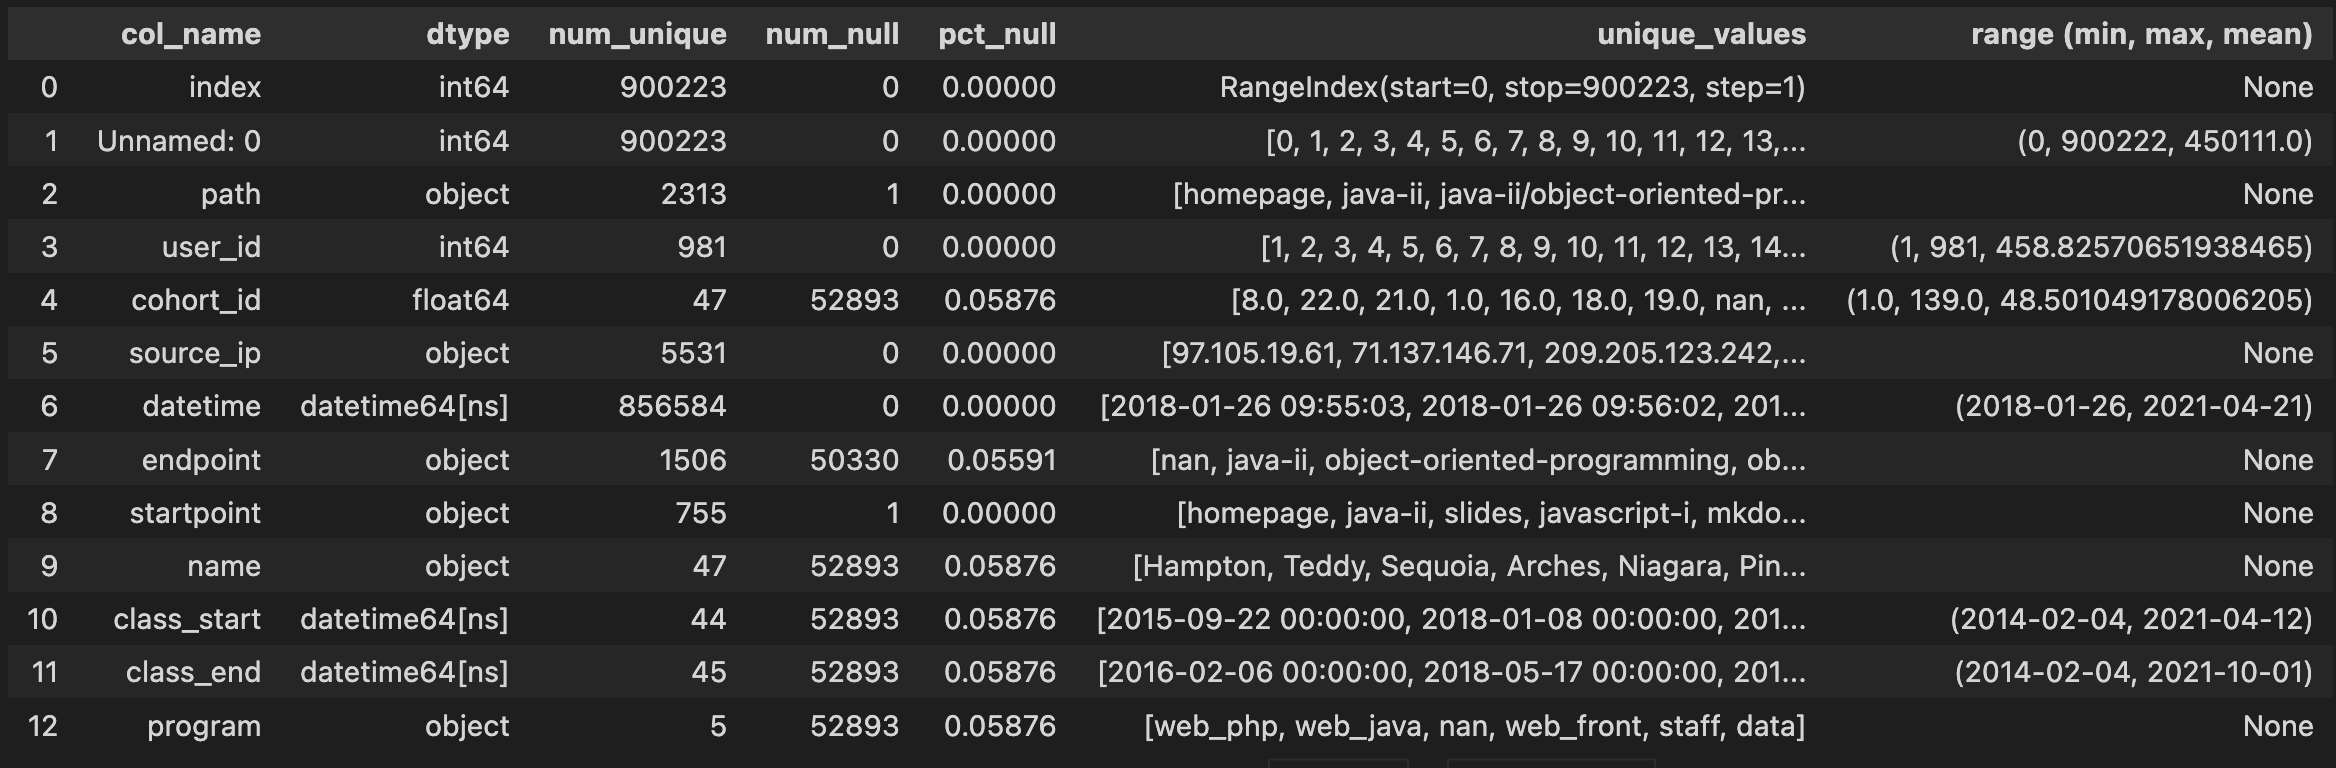 col_name dtype num_unique num_null pct_null unique_values range (min, max, mean)
0 index int64 900223 0 0.00000 RangeIndex(start=0, stop=900223, step=1) None
1 Unnamed: 0 int64 900223 0 0.00000 [0, 1, 2, 3, 4, 5, 6, 7, 8, 9, 10, 11, 12, 13,... (0, 900222, 450111.0)
2 path object 2313 1 0.00000 [homepage, java-ii, java-ii/object-oriented-pr... None
3 user_id int64 981 0 0.00000 [1, 2, 3, 4, 5, 6, 7, 8, 9, 10, 11, 12, 13, 14... (1, 981, 458.82570651938465)
4 cohort_id float64 47 52893 0.05876 [8.0, 22.0, 21.0, 1.0, 16.0, 18.0, 19.0, nan, ... (1.0, 139.0, 48.501049178006205)
5 source_ip object 5531 0 0.00000 [97.105.19.61, 71.137.146.71, 209.205.123.242,... None
6 datetime datetime64[ns] 856584 0 0.00000 [2018-01-26 09:55:03, 2018-01-26 09:56:02, 201... (2018-01-26, 2021-04-21)
7 endpoint object 1506 50330 0.05591 [nan, java-ii, object-oriented-programming, ob... None
8 startpoint object 755 1 0.00000 [homepage, java-ii, slides, javascript-i, mkdo... None
9 name object 47 52893 0.05876 [Hampton, Teddy, Sequoia, Arches, Niagara, Pin... None
10 class_start datetime64[ns] 44 52893 0.05876 [2015-09-22 00:00:00, 2018-01-08 00:00:00, 201... (2014-02-04, 2021-04-12)
11 class_end datetime64[ns] 45 52893 0.05876 [2016-02-06 00:00:00, 2018-05-17 00:00:00, 201... (2014-02-04, 2021-10-01)
12 program object 5 52893 0.05876 [web_php, web_java, nan, web_front, staff, data] None